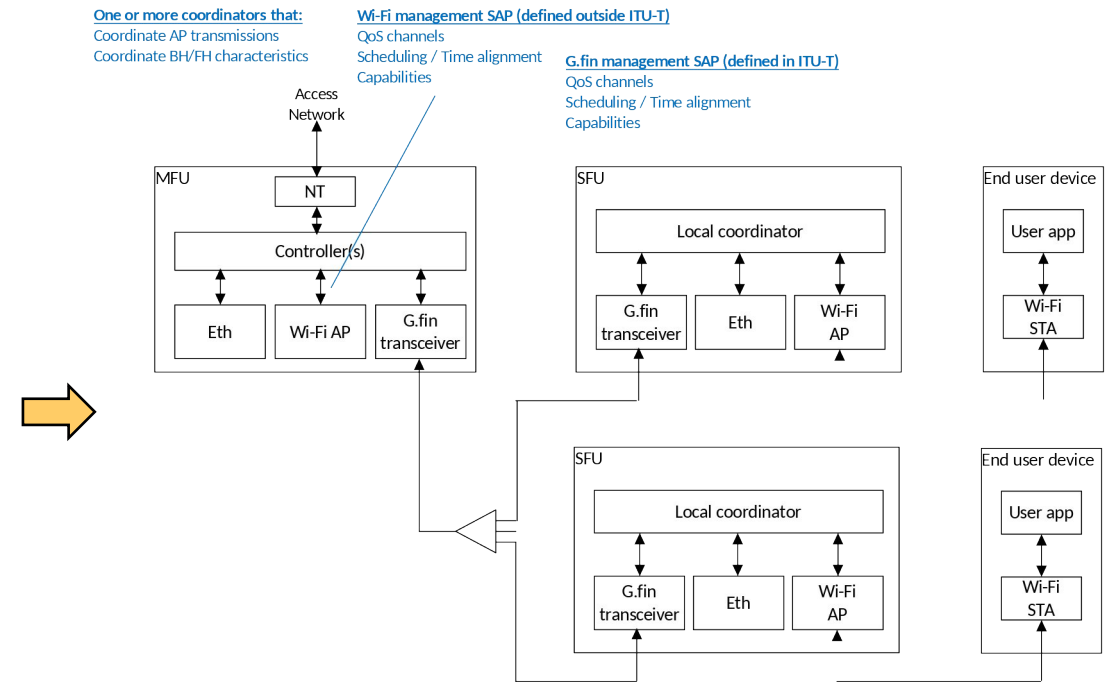 One or more coordinators that:
Coordinate AP transmissions
Coordinate BH/FH characteristics
Wi-Fi management SAP (defined outside ITU-T)
QoS channels
Scheduling / Time alignment
Capabilities
G.fin management SAP (defined in ITU-T)
QoS channels
Scheduling / Time alignment
Capabilities
Access
Network
MFU
NT
Controller(s)
Eth
Wi-Fi AP
G.fin
transceiver
SFU
Local coordinator
G.fin
transceiver
Eth
Wi-Fi
AP
End user device
User app
Wi-Fi
STA
SFU
Local coordinator
G.fin
transceiver
Eth
Wi-Fi
AP
End user device
User app
Wi-Fi
STA